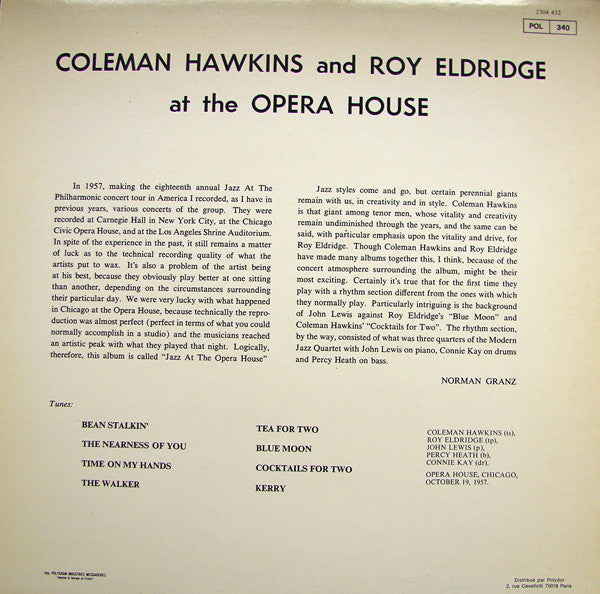 2304 432
POL 340
COLEMAN HAWKINS and ROY ELDRIDGE
at the OPERA HOUSE
In 1957, making the eighteenth annual Jazz At The
Philharmonic concert tour in America I recorded, as I have in
previous years, various concerts of the group. They were
recorded at Carnegie Hall in New York City, at the Chicago
Civic Opera House, and at the Los Angeles Shrine Auditorium.
In spite of the experience in the past, it still remains a matter
of luck as to the technical recording quality of what the
artists put to wax. It's also a problem of the artist being
at his best, because they obviously play better at one sitting
than another, depending on the circumstances surrounding
their particular day. We were very lucky with what happened
in Chicago at the Opera House, because technically the repro-
duction was almost perfect (perfect in terms of what you could
normally accomplish in a studio) and the musicians reached
an artistic peak with what they played that night. Logically,
therefore, this album is called "Jazz At The Opera House"
Jazz styles come and go, but certain perennial giants
remain with us, in creativity and in style. Coleman Hawkins
is that giant among tenor men, whose vitality and creativity
remain undiminished through the years, and the same can be
said, with particular emphasis upon the vitality and drive, for
Roy Eldridge. Though Coleman Hawkins and Roy Eldridge
have made many albums together this, I think, because of the
concert atmosphere surrounding the album, might be their
most exciting. Certainly it's true that for the first time they
play with a rhythm section different from the ones with which
they normally play. Particularly intriguing is the background
of John Lewis against Roy Eldridge's "Blue Moon" and
Coleman Hawkins' "Cocktails for Two". The rhythm section,
by the way, consisted of what was three quarters of the Modern
Jazz Quartet with John Lewis on piano, Connie Kay on drums
and Percy Heath on bass.
NORMAN GRANZ
Tunes:
BEAN STALKIN'
THE NEARNESS OF YOU
TIME ON MY HANDS
THE WALKER
TEA FOR TWO
BLUE MOON
COCKTAILS FOR TWO
KERRY
COLEMAN HAWKINS (ts),
ROY ELDRIDGE (tp),
JOHN LEWIS (p),
PERCY HEATH (b),
CONNIE KAY (dr).
OPERA HOUSE, CHICAGO,
OCTOBER 19, 1957.
Imp. POLYGRAM INDUSTRIES MESSAGERIES
Distribué par Polydor
2, rue Cavallotti 75018 Paris